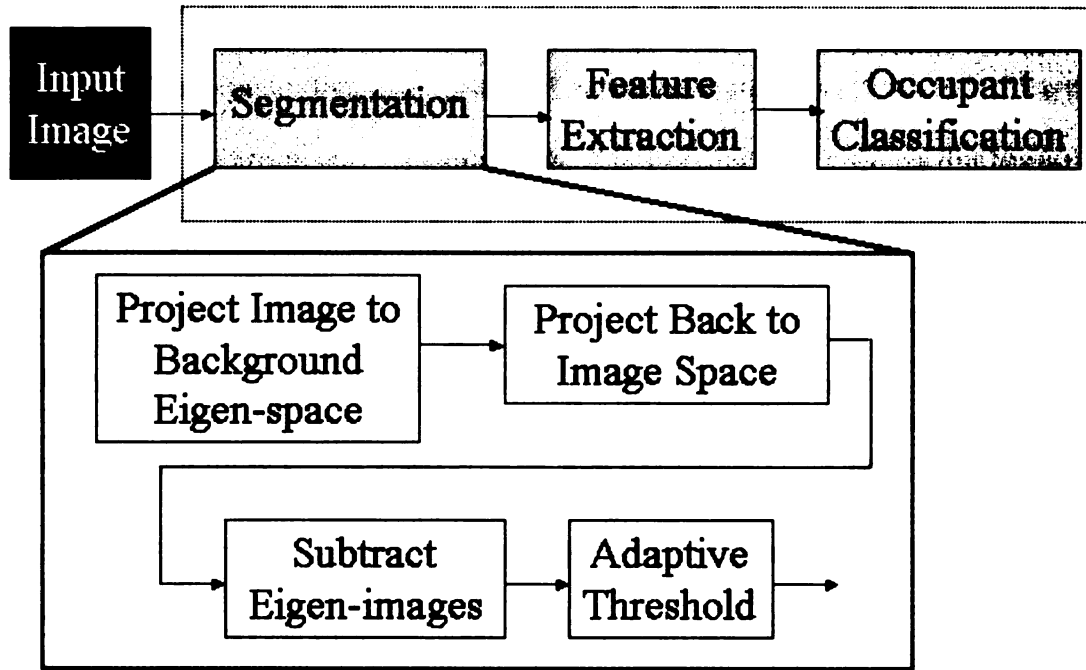 Input
Image
Segmentation
Feature
Extraction
Occupant
Classification
Project Image to
Background
Eigen-space
Project Back to
Image Space
Subtract
Eigen-images
Adaptive
Threshold